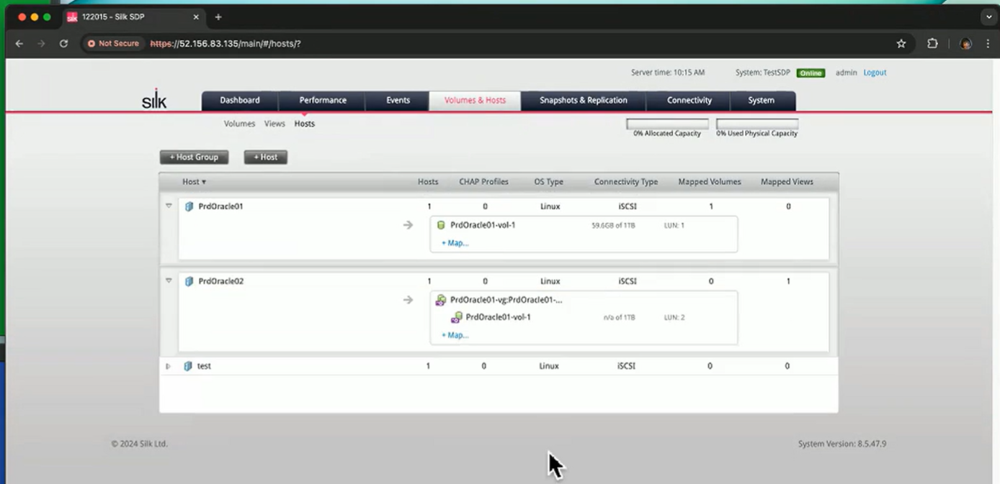 122015 - Silk SDP
Not Secure https://52.156.83.135/main/#/hosts/?
Server time: 10:15 AM System: TestSDP Online admin Logout
silk Dashboard Performance Events Volumes & Hosts Snapshots & Replication Connectivity System
Volumes Views Hosts
0% Allocated Capacity 0% Used Physical Capacity
+ Host Group + Host
Host Hosts CHAP Profiles OS Type Connectivity Type Mapped Volumes Mapped Views
PrdOracle01 1 0 Linux iSCSI 1 0
PrdOracle01-vol-1 59.6GB of 1TB LUN: 1
+ Map...
PrdOracle02 1 0 Linux iSCSI 0 1
PrdOracle01-vg:PrdOracle01-...
PrdOracle01-vol-1 n/a of 1TB LUN: 2
+ Map...
test 1 0 Linux iSCSI 0 0
© 2024 Silk Ltd. System Version: 8.5.47.9